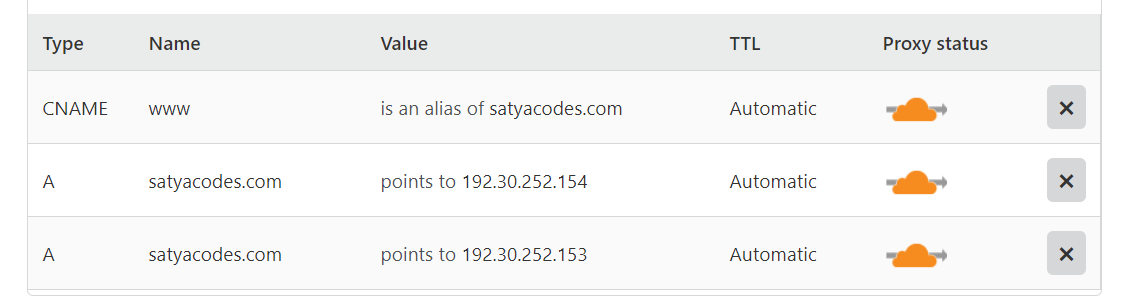 Type Name Value TTL Proxy status
CNAME www is an alias of satyacodes.com Automatic
A satyacodes.com points to 192.30.252.154 Automatic
A satyacodes.com points to 192.30.252.153 Automatic